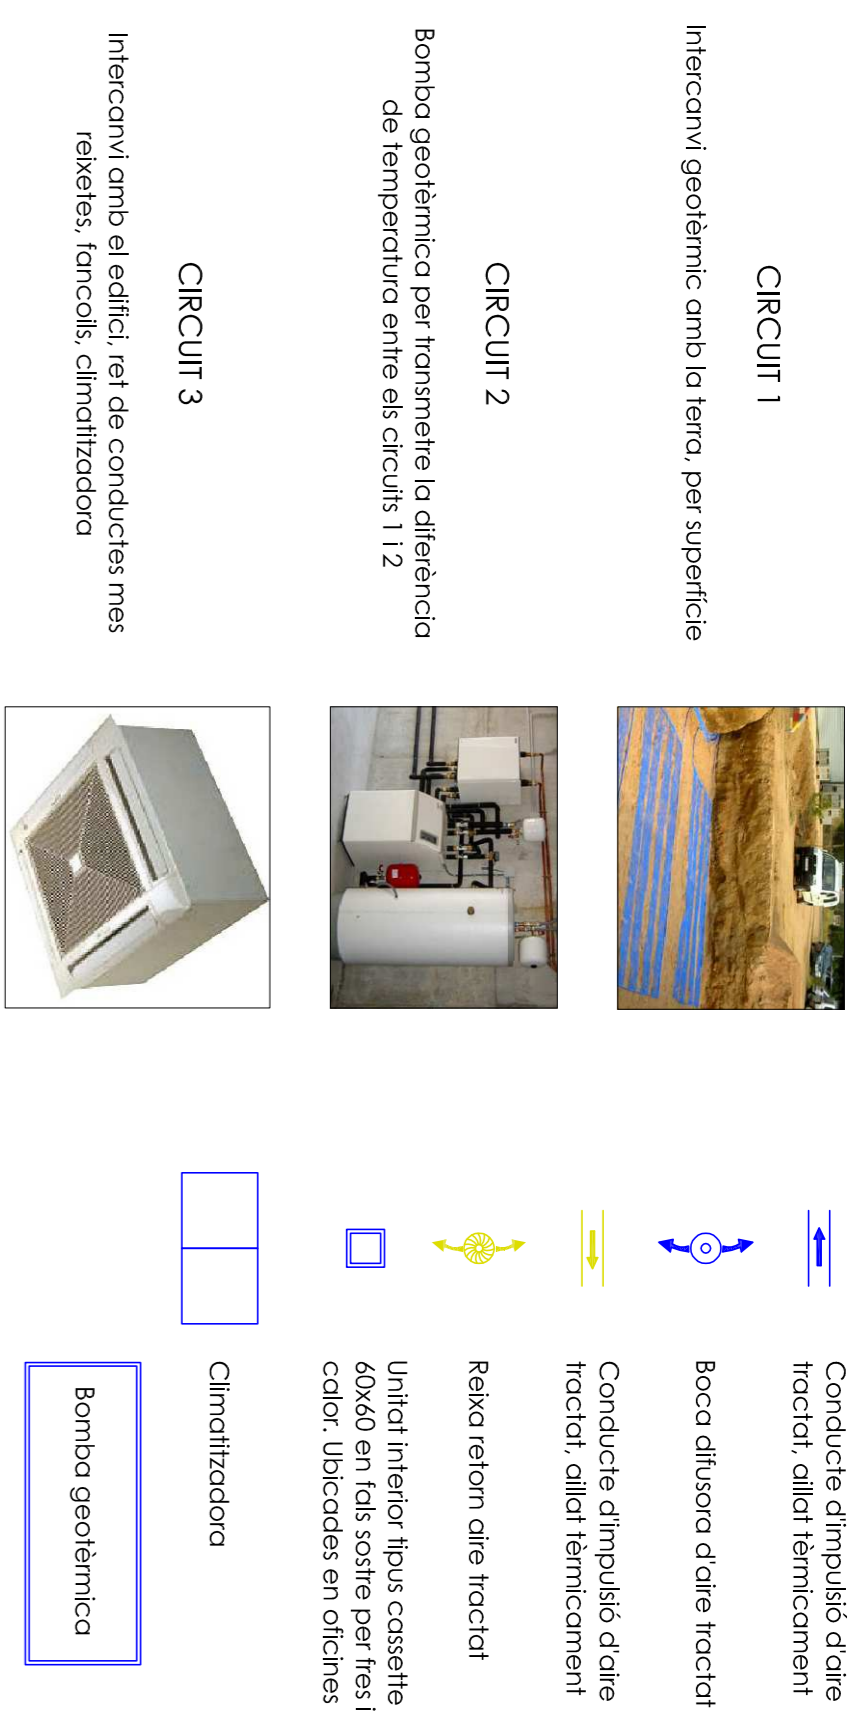 CIRCUIT 1
Intercanvi geotèrmic amb la terra, per superfície
CIRCUIT 2
Bomba geotèrmica per transmetre la diferència
de temperatura entre els circuits 1 i 2
CIRCUIT 3
Intercanvi amb el edifici, ret de conductes mes
reixetes, fancoils, climatitzadora
Conducte d'impulsió d'aire
tractat, aillat tèrmicament
Boca difusora d'aire tractat
Conducte d'impulsió d'aire
tractat, aillat tèrmicament
Reixa retorn aire tractat
Unitat interior tipus cassette
60x60 en fals sostre per fres i
calor. Ubicades en oficines
Climatitzadora
Bomba geotèrmica